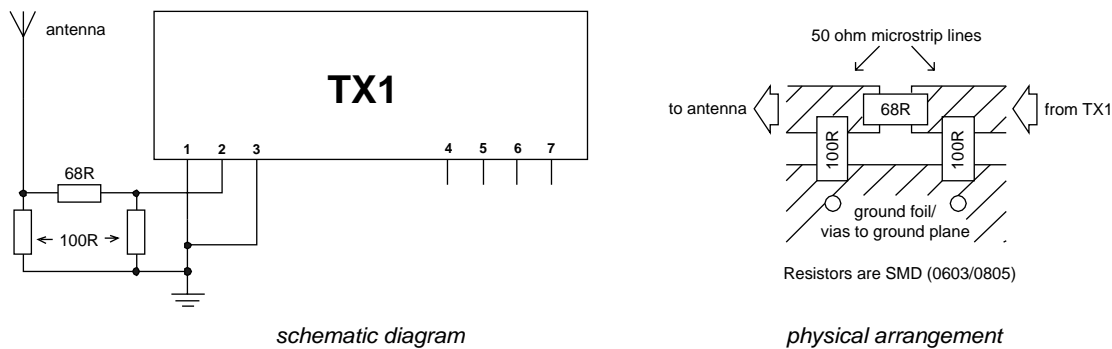 antenna
TX1
1 2 3 4 5 6 7
68R
100R
schematic diagram
50 ohm microstrip lines
to antenna
68R
from TX1
100R
100R
ground foil/
vias to ground plane
Resistors are SMD (0603/0805)
physical arrangement